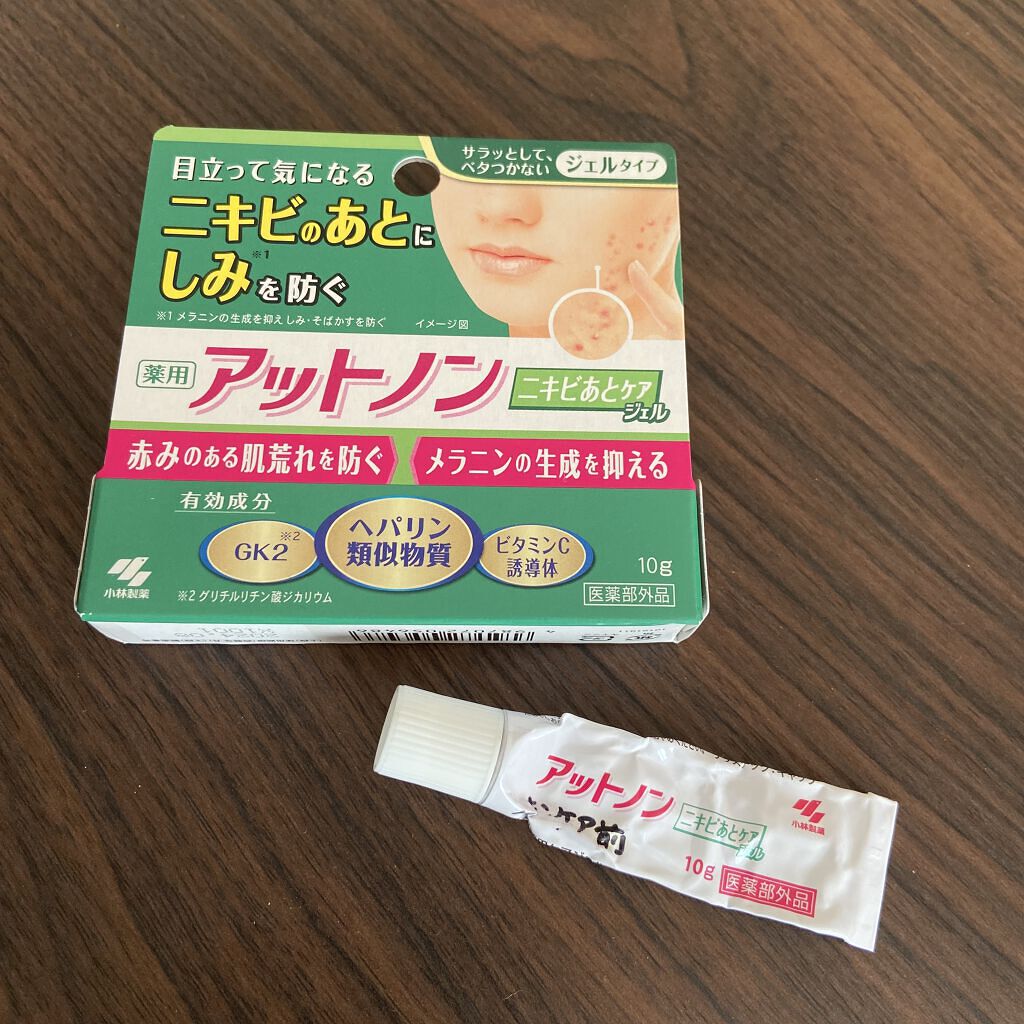 目立って気になる
ニキビのあとに
しみ※1を防ぐ
※1 メラニンの生成を抑えしみ・そばかすを防ぐ
イメージ図
サラッとして、
ベタつかない
ジェルタイプ
薬用
アットノン
ニキビあとケア
ジェル
赤みのある肌荒れを防ぐ
メラニンの生成を抑える
有効成分
GK2※2
ヘパリン
類似物質
ビタミンC
誘導体
※2 グリチルリチン酸ジカリウム
小林製薬
10g
医薬部外品
アットノン
ニキビあとケア
ジェル
ケア前
小林製薬
10g
医薬部外品